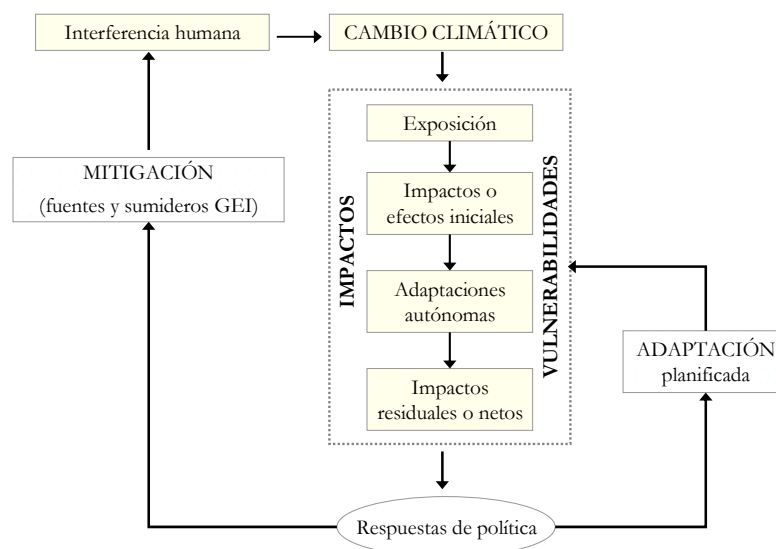 Interferencia humana
CAMBIO CLIMÁTICO
Exposición
MITIGACIÓN
(fuentes y sumideros GEI)
IMPACTOS
Impactos o
efectos iniciales
VULNERABILIDADES
Adaptaciones
autónomas
ADAPTACIÓN
planificada
Impactos
residuales o netos
Respuestas de política